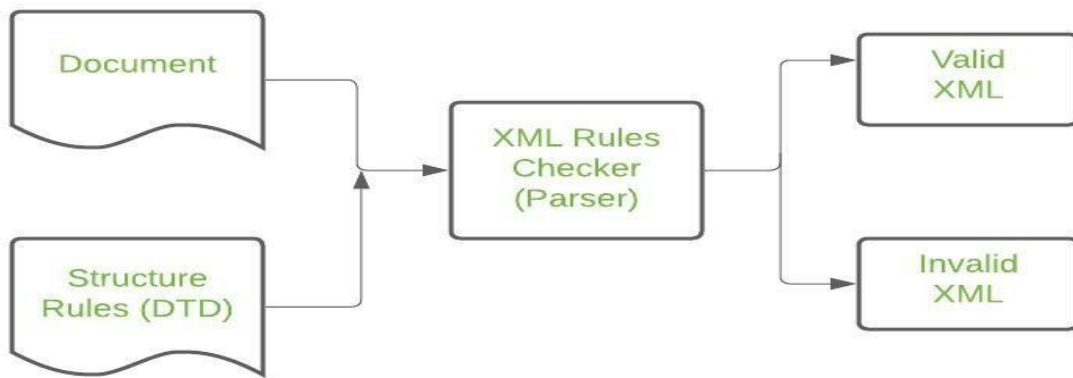 Document
Structure
Rules (DTD)
XML Rules
Checker
(Parser)
Valid
XML
Invalid
XML